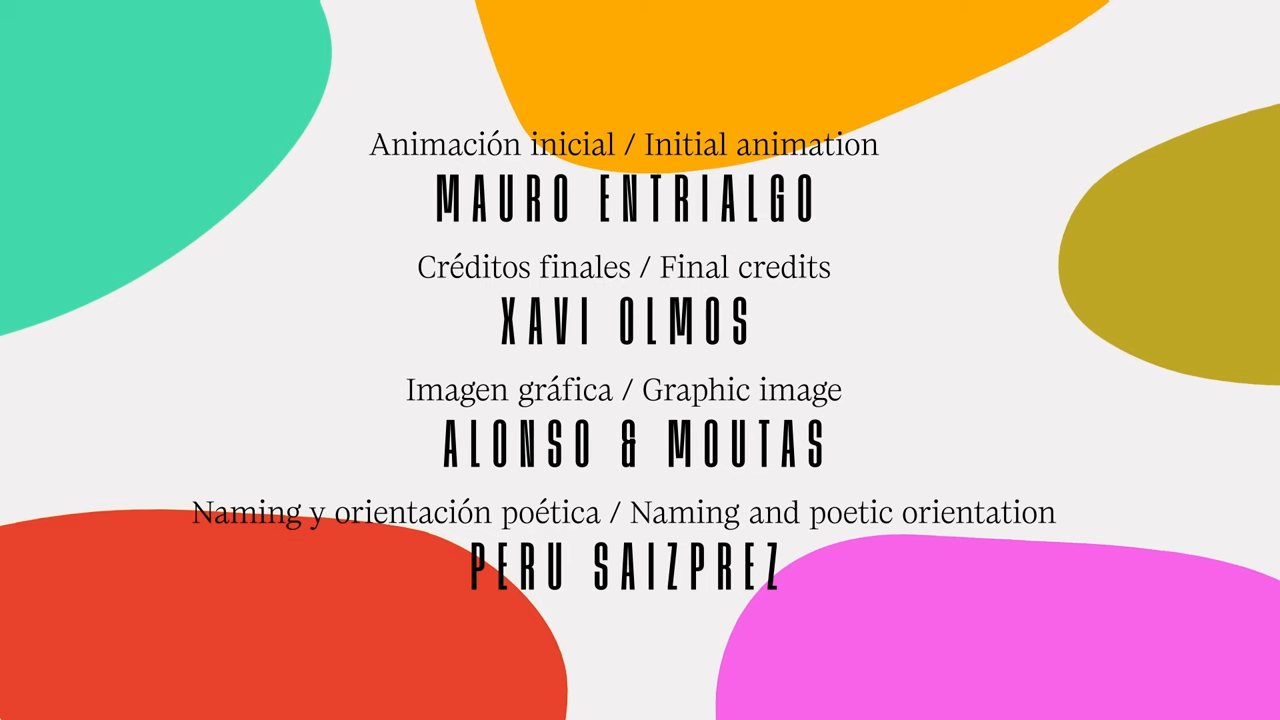 Animación inicial / Initial animation
MAURO ENTRIALGO
Créditos finales / Final credits
XAVI OLMOS
Imagen gráfica / Graphic image
ALONSO & MOUTAS
Naming y orientación poética / Naming and poetic orientation
PERU SAIZPREZ